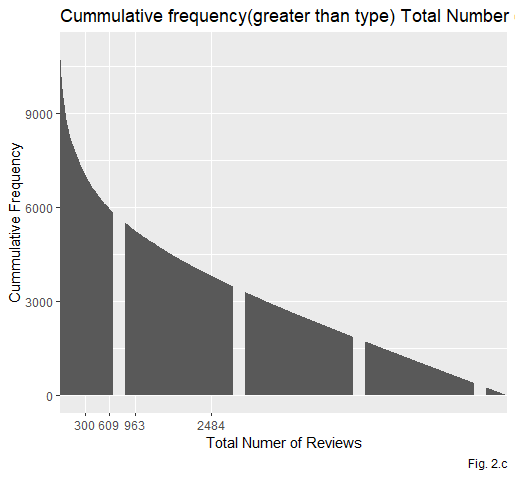 Cummulative frequency(greater than type) Total Number
Cummulative Frequency
9000
6000
3000
0
300 609 963 2484
Total Numer of Reviews
Fig. 2.c